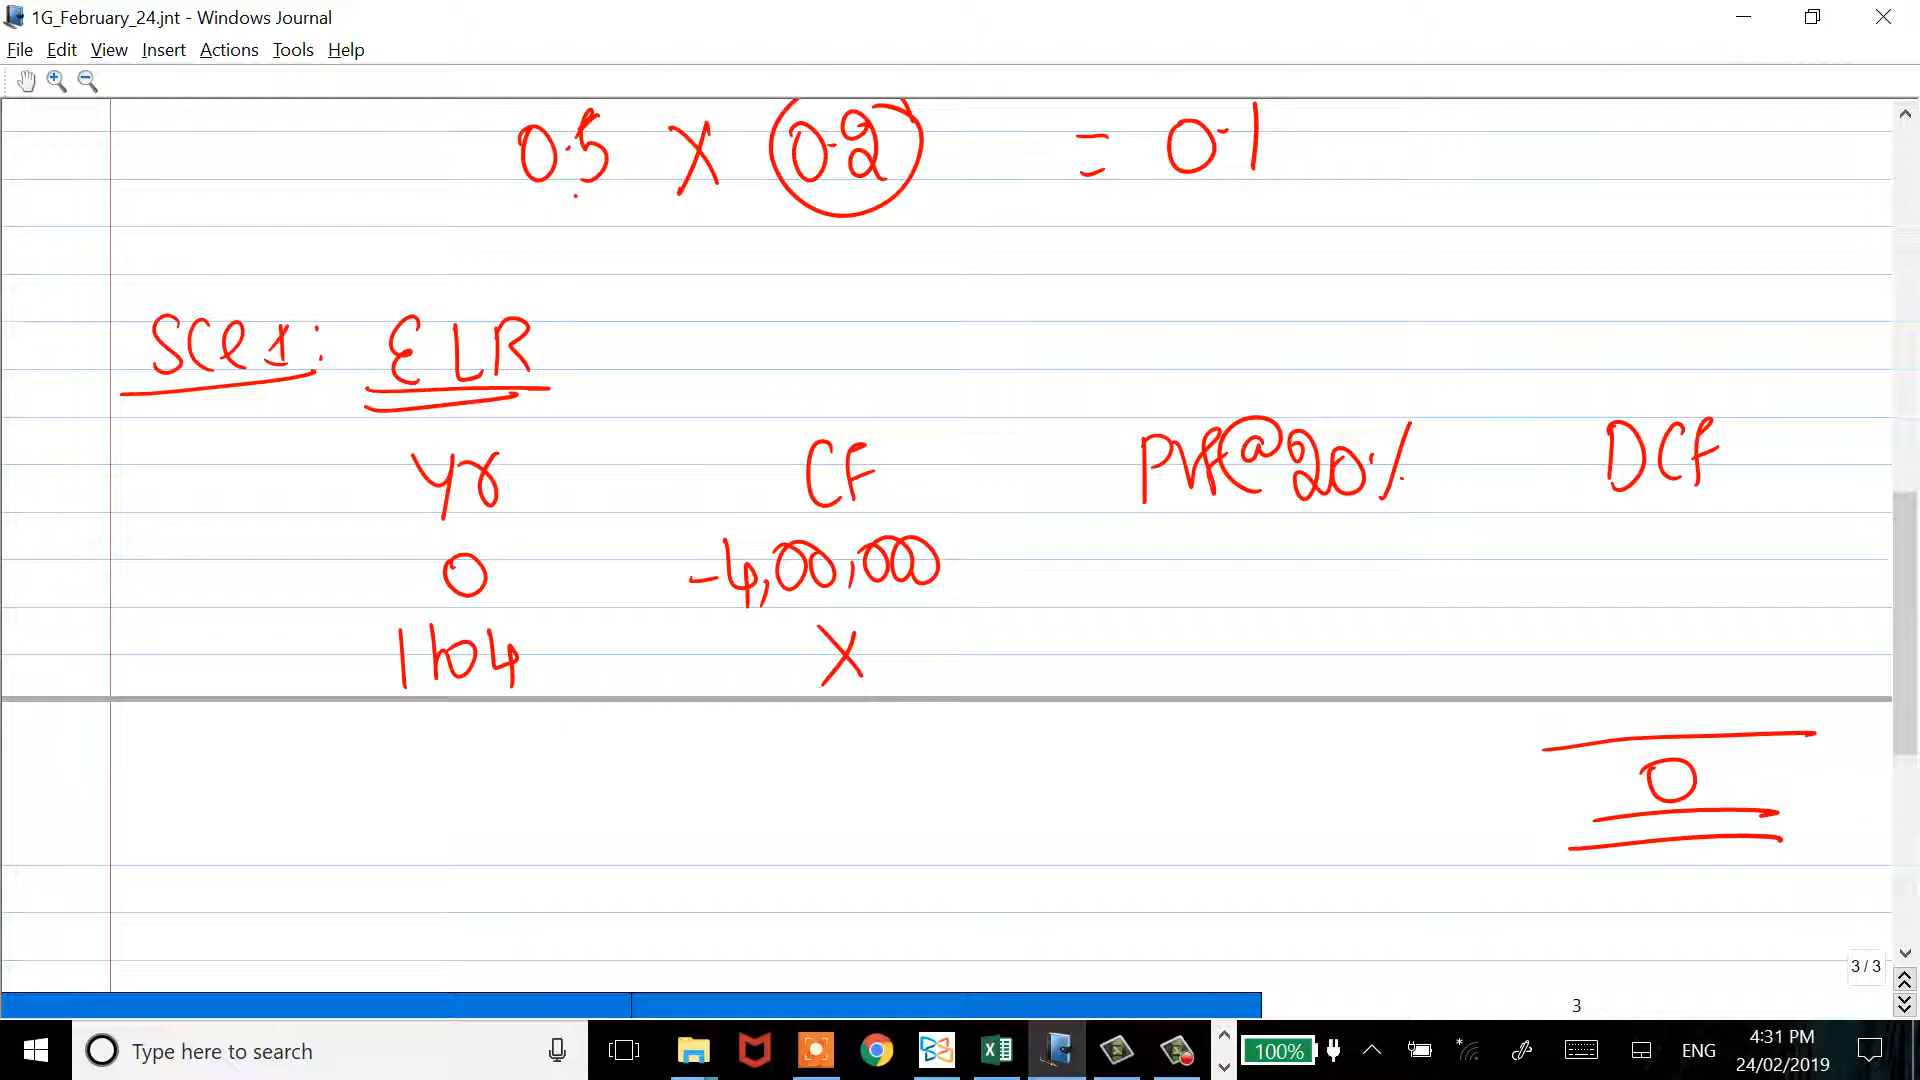 1G_February_24.jnt - Windows Journal
File Edit View Insert Actions Tools Help
0.5 X 0.2 = 0.1
SCe1: ELR
yr CF PVf@20% DCF
0 -4,00,000
1 to 4 X
0
3 / 3
3
Type here to search
100% ENG 4:31 PM
24/02/2019